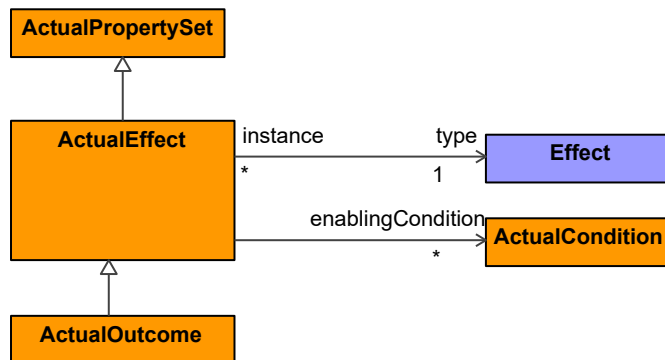 ActualPropertySet
ActualEffect
instance
type
*
1
Effect
enablingCondition
*
ActualCondition
ActualOutcome